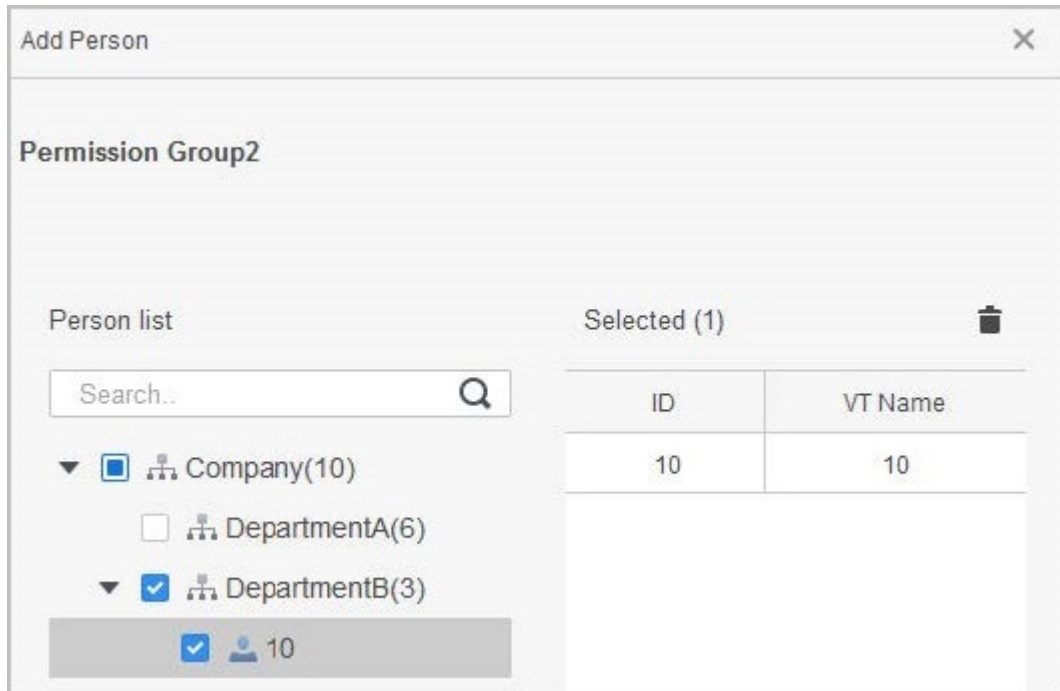 Add Person
Permission Group2
Person list
Search..
Company(10)
DepartmentA(6)
DepartmentB(3)
10
Selected (1)
ID VT Name
10 10